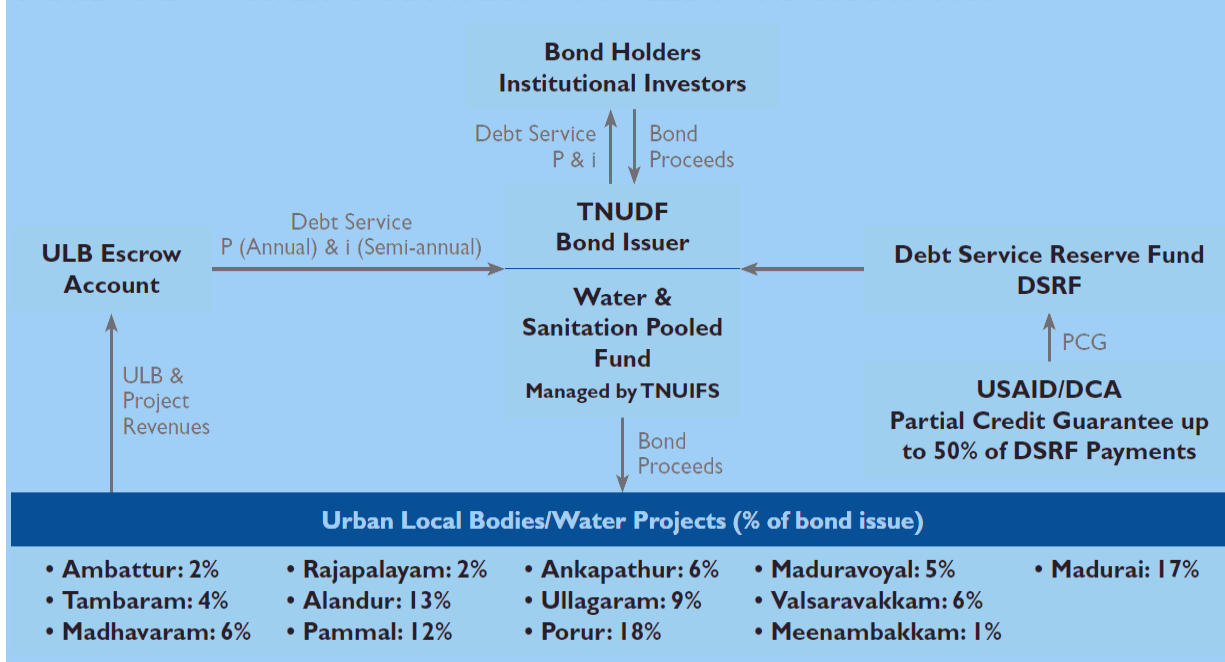 Bond Holders
Institutional Investors
Debt Service
P & i
Bond
Proceeds
TNUDF
Bond Issuer
Debt Service
P (Annual) & i (Semi-annual)
ULB Escrow
Account
Debt Service Reserve Fund
DSRF
Water &
Sanitation Pooled
Fund
Managed by TNUIFS
PCG
ULB &
Project
Revenues
USAID/DCA
Partial Credit Guarantee up
to 50% of DSRF Payments
Bond
Proceeds
Urban Local Bodies/Water Projects (% of bond issue)
• Ambattur: 2%
• Tambaram: 4%
• Madhavaram: 6%
• Rajapalayam: 2%
• Alandur: 13%
• Pammal: 12%
• Ankapathur: 6%
• Ullagaram: 9%
• Porur: 18%
• Maduravoyal: 5%
• Valsaravakkam: 6%
• Meenambakkam: 1%
• Madurai: 17%